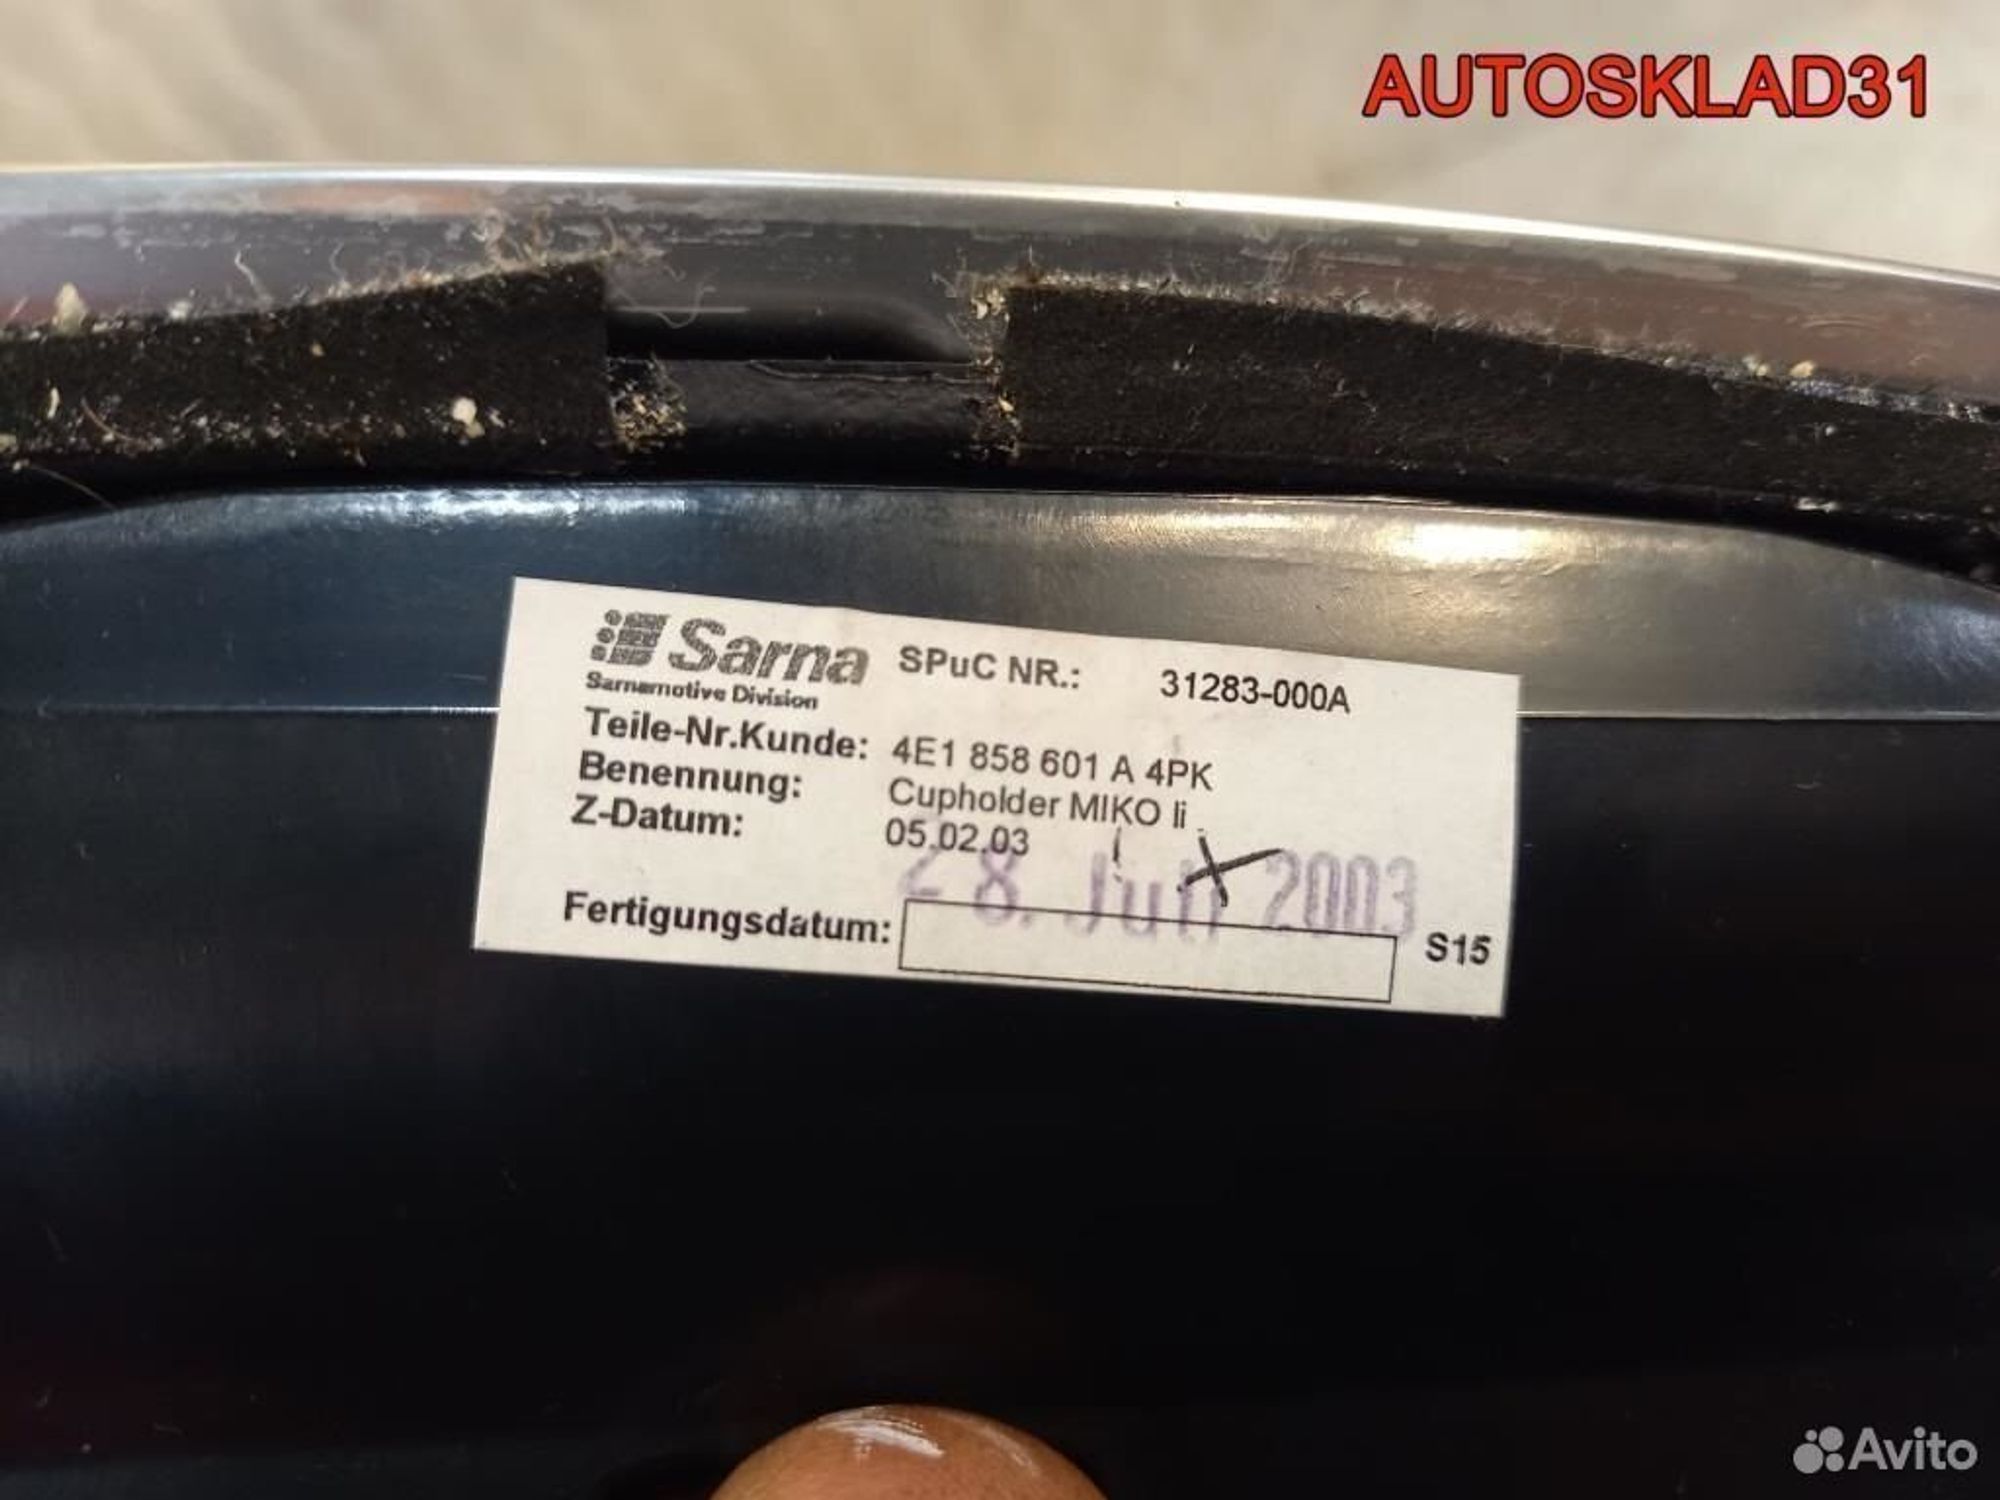 AUTOSKLAD31
Sarna SPuC NR.: 31283-000A
Sarnamotive Division
Teile-Nr.Kunde: 4E1 858 601 A 4PK
Benennung: Cupholder MIKO li
Z-Datum: 05.02.03
28. Juli 2003
Fertigungsdatum: S15
Avito